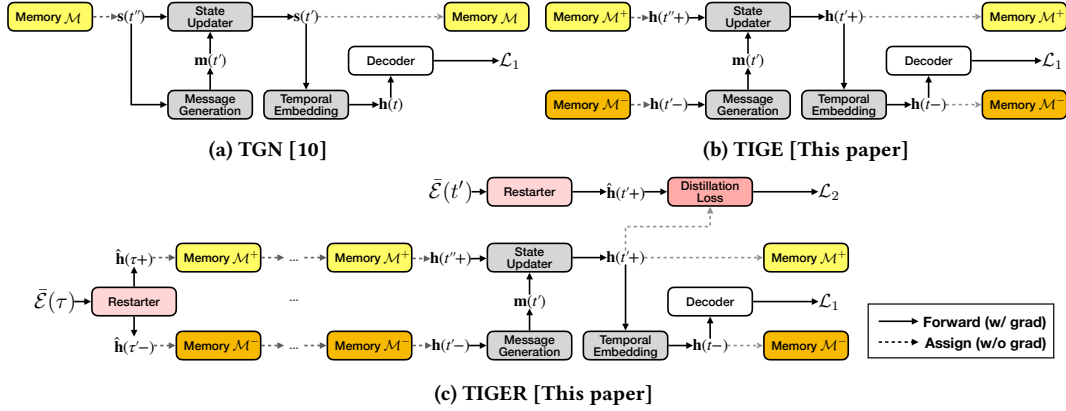 Memory ℳ
s(t″)
State Updater
s(t′)
Memory ℳ
m(t′)
Decoder
ℒ₁
Message Generation
Temporal Embedding
h(t)
(a) TGN [10]
Memory ℳ⁺
h(t″+)
State Updater
h(t′+)
Memory ℳ⁺
m(t′)
Decoder
ℒ₁
Memory ℳ⁻
h(t′−)
Message Generation
Temporal Embedding
h(t−)
Memory ℳ⁻
(b) TIGE [This paper]
ℰ̄(t′)
Restarter
ĥ(t′+)
Distillation Loss
ℒ₂
ĥ(τ+)
Memory ℳ⁺
...
Memory ℳ⁺
h(t″+)
State Updater
h(t′+)
Memory ℳ⁺
ℰ̄(τ)
Restarter
...
m(t′)
Decoder
ℒ₁
ĥ(τ′−)
Memory ℳ⁻
...
Memory ℳ⁻
h(t′−)
Message Generation
Temporal Embedding
h(t−)
Memory ℳ⁻
Forward (w/ grad)
Assign (w/o grad)
(c) TIGER [This paper]